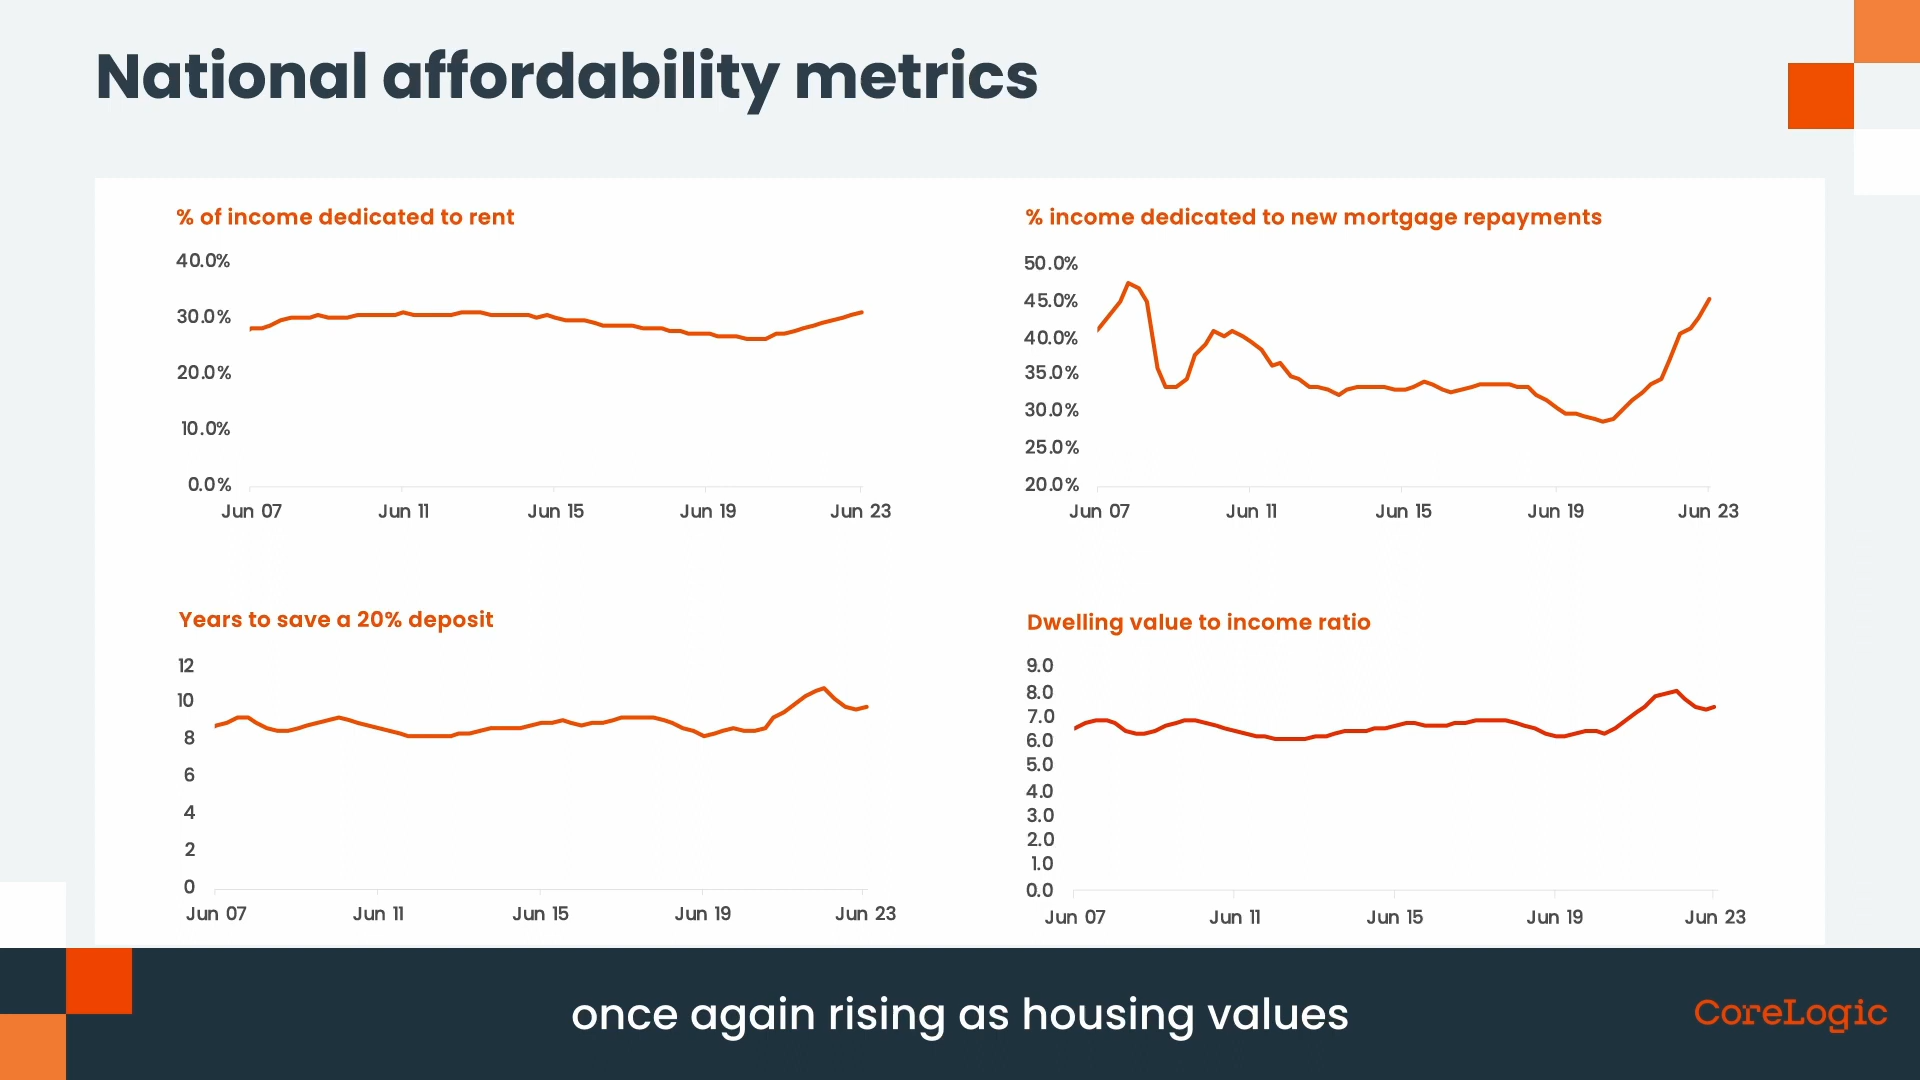 National affordability metrics
% of income dedicated to rent
40.0%
30.0%
20.0%
10.0%
0.0%
Jun 07 Jun 11 Jun 15 Jun 19 Jun 23
% income dedicated to new mortgage repayments
50.0%
45.0%
40.0%
35.0%
30.0%
25.0%
20.0%
Jun 07 Jun 11 Jun 15 Jun 19 Jun 23
Years to save a 20% deposit
12
10
8
6
4
2
0
Jun 07 Jun 11 Jun 15 Jun 19 Jun 23
Dwelling value to income ratio
9.0
8.0
7.0
6.0
5.0
4.0
3.0
2.0
1.0
0.0
Jun 07 Jun 11 Jun 15 Jun 19 Jun 23
once again rising as housing values
CoreLogic